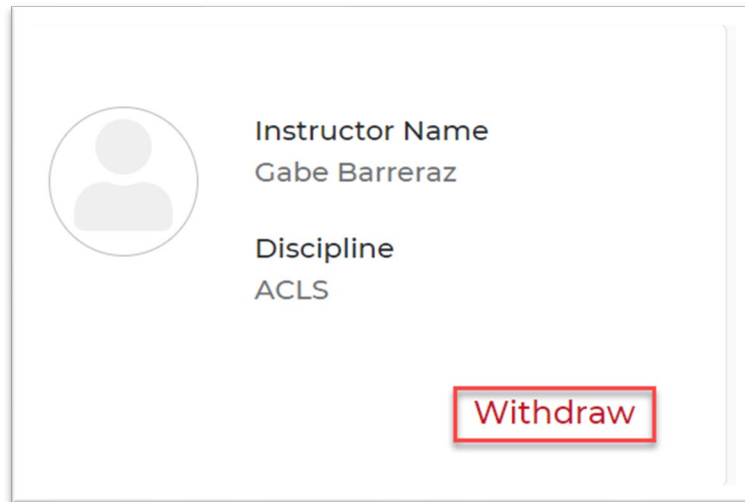 Instructor Name
Gabe Barreraz
Discipline
ACLS
Withdraw